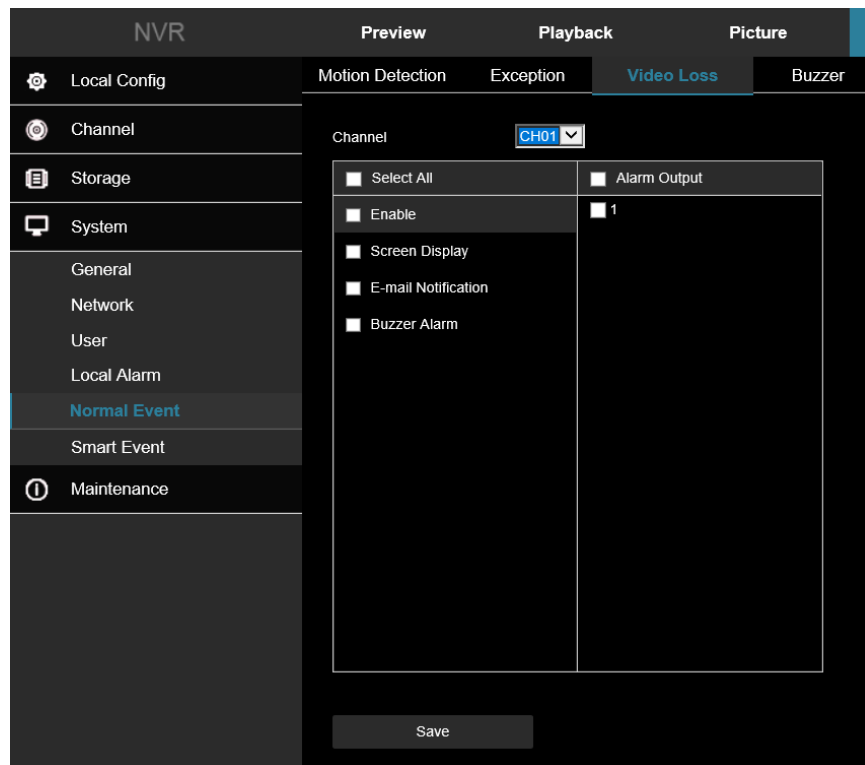 NVR Preview Playback Picture
Local Config
Channel
Storage
System
General
Network
User
Local Alarm
Normal Event
Smart Event
Maintenance
Motion Detection Exception Video Loss Buzzer
Channel CH01
Select All Alarm Output
Enable 1
Screen Display
E-mail Notification
Buzzer Alarm
Save